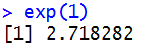 > exp(1)
[1] 2.718282